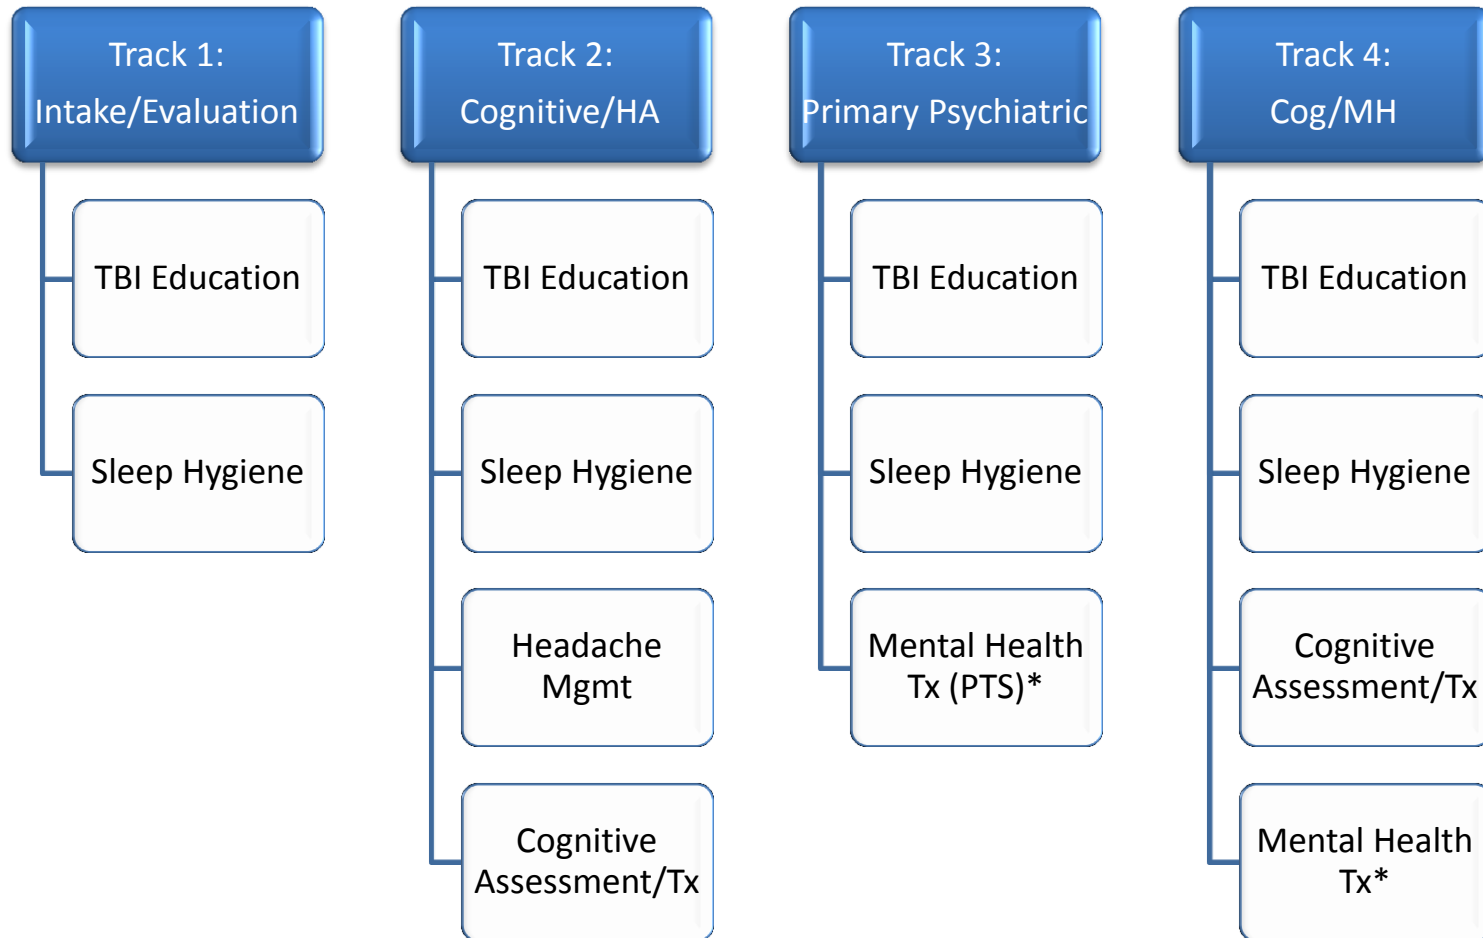 Track 1:
Intake/Evaluation
TBI Education
Sleep Hygiene
Track 2:
Cognitive/HA
TBI Education
Sleep Hygiene
Headache
Mgmt
Cognitive
Assessment/Tx
Track 3:
Primary Psychiatric
TBI Education
Sleep Hygiene
Mental Health
Tx (PTS)*
Track 4:
Cog/MH
TBI Education
Sleep Hygiene
Cognitive
Assessment/Tx
Mental Health
Tx*